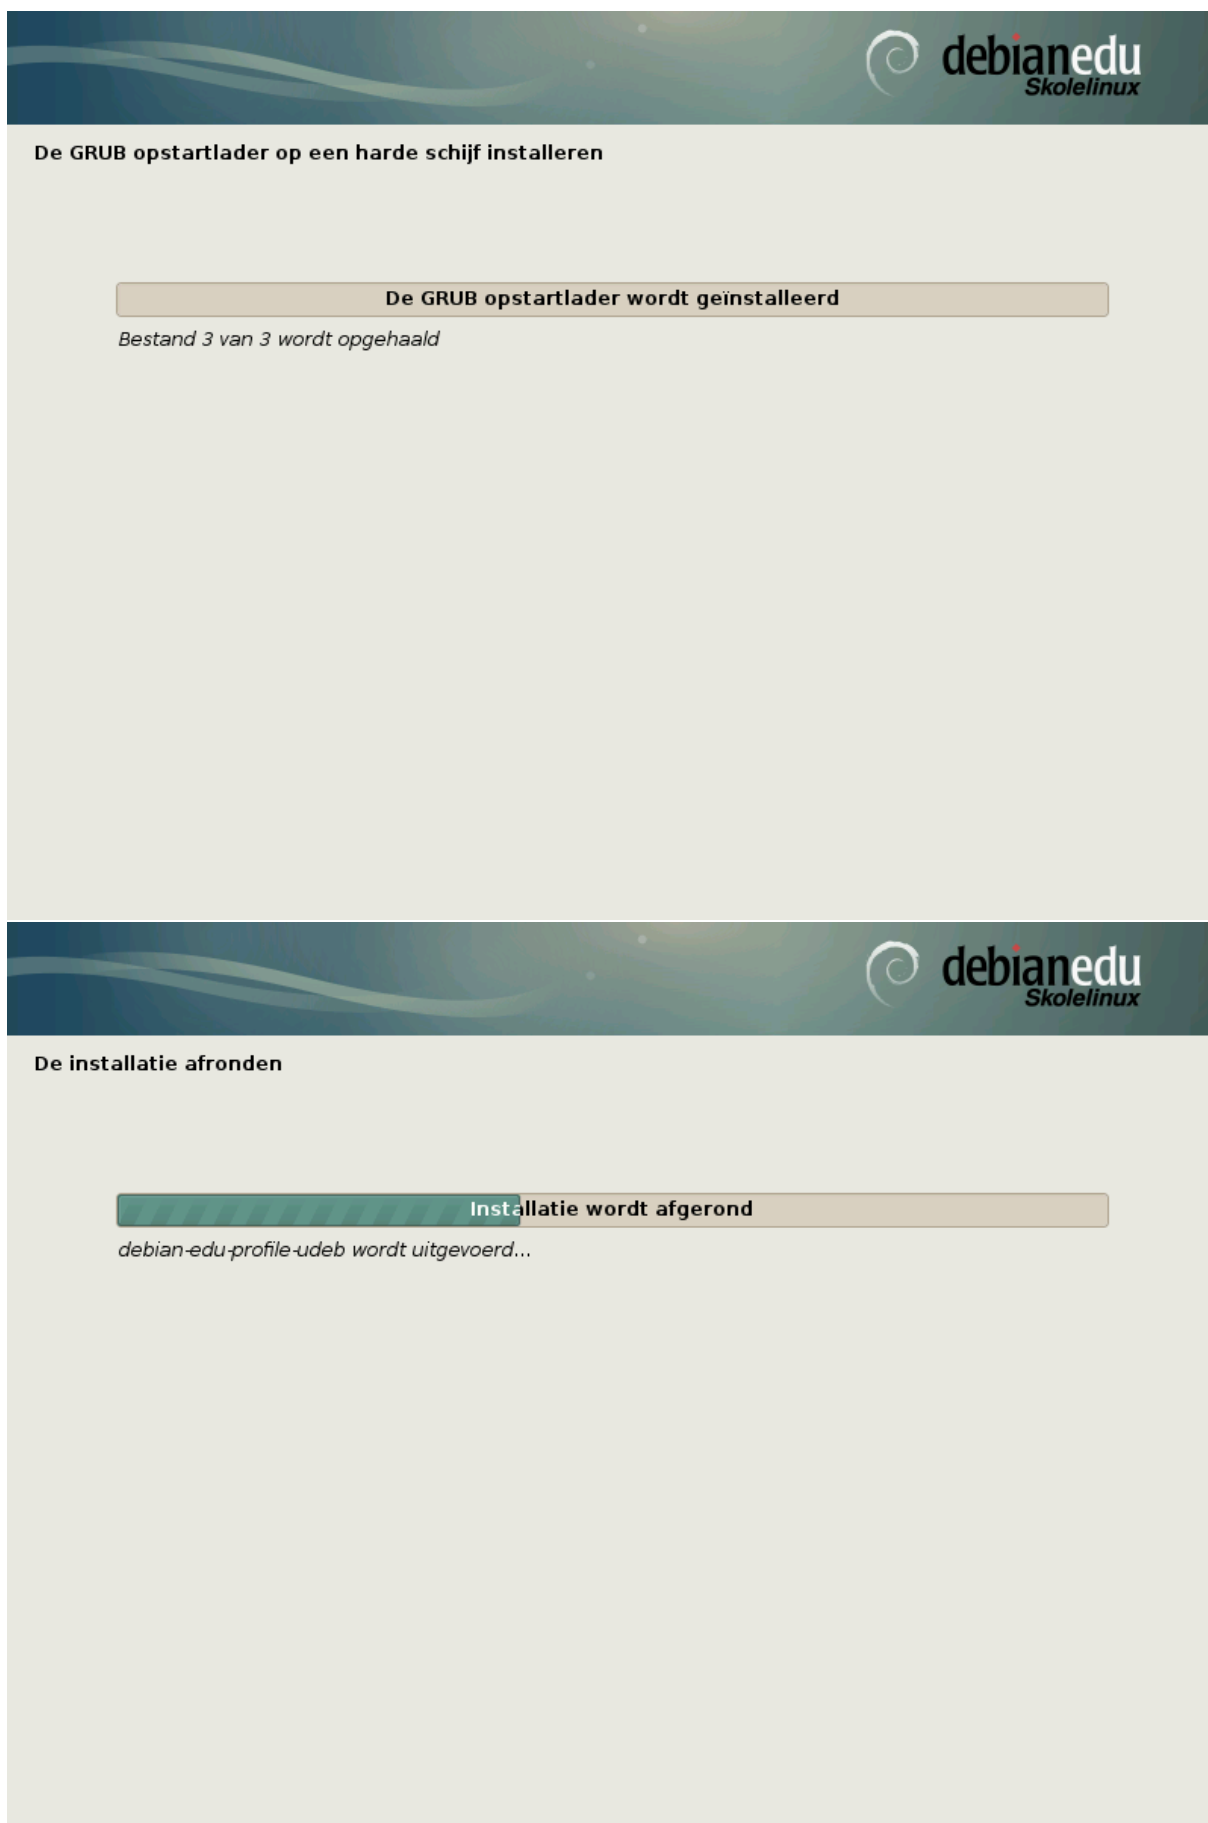 debianedu
Skolelinux
De GRUB opstartlader op een harde schijf installeren
De GRUB opstartlader wordt geïnstalleerd
Bestand 3 van 3 wordt opgehaald
debianedu
Skolelinux
De installatie afronden
Installatie wordt afgerond
debian-edu-profile-udeb wordt uitgevoerd...